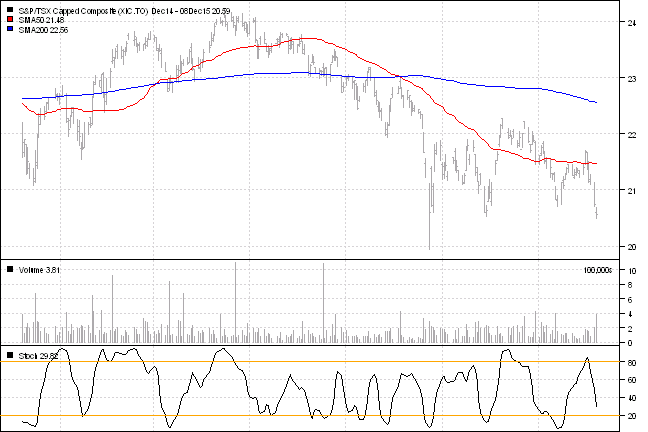 S&P/TSX Capped Composite (XIC.TO) Dec14 - 08Dec15 20.59
SMA50 21.48
SMA200 22.56
24
23
22
21
20
Volume 3.81
100,000s
10
8
6
4
2
0
Stoch 29.82
80
60
40
20